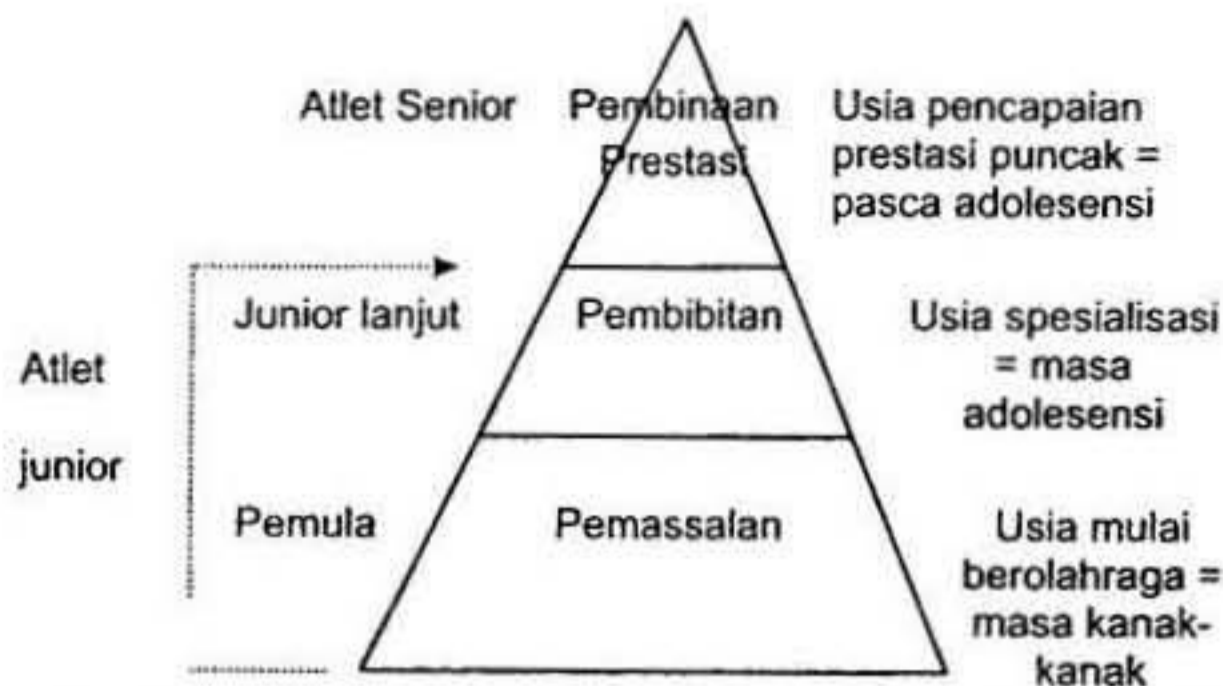 Atlet Senior
Pembinaan
Prestasi
Usia pencapaian
prestasi puncak =
pasca adolesensi
Atlet
junior
Junior lanjut
Pembibitan
Usia spesialisasi
= masa
adolesensi
Pemula
Pemassalan
Usia mulai
berolahraga =
masa kanak-
kanak